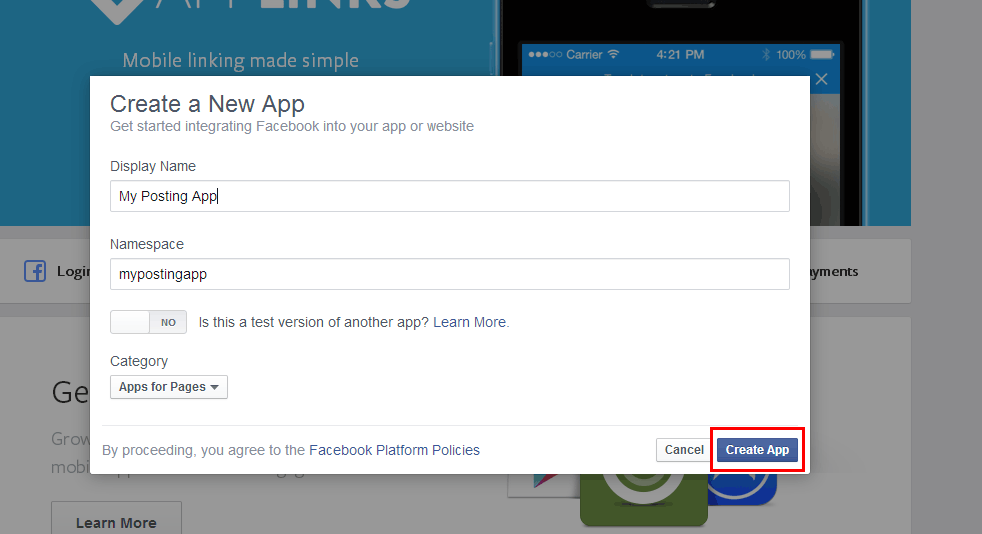 APP LINKS
Mobile linking made simple
Carrier 4:21 PM 100%
Create a New App
Get started integrating Facebook into your app or website
Display Name
My Posting App
Namespace
Login
mypostingapp
ayments
NO Is this a test version of another app? Learn More.
Category
Apps for Pages
Ge
Grow
By proceeding, you agree to the Facebook Platform Policies
Cancel Create App
mobi
Learn More